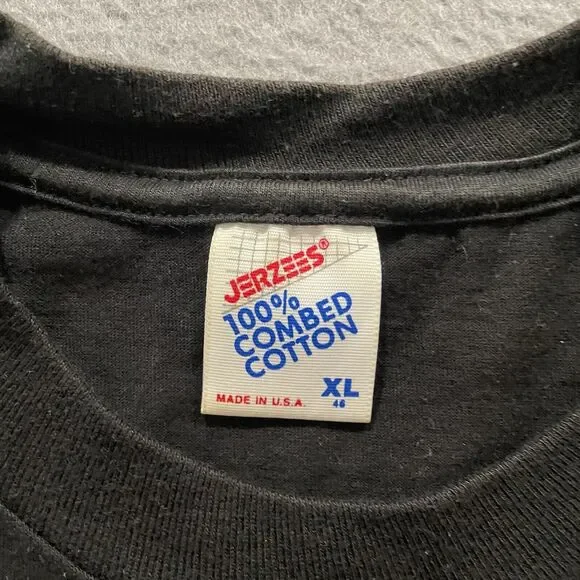 JERZEES®
100%
COMBED
COTTON
XL
46
MADE IN U.S.A.